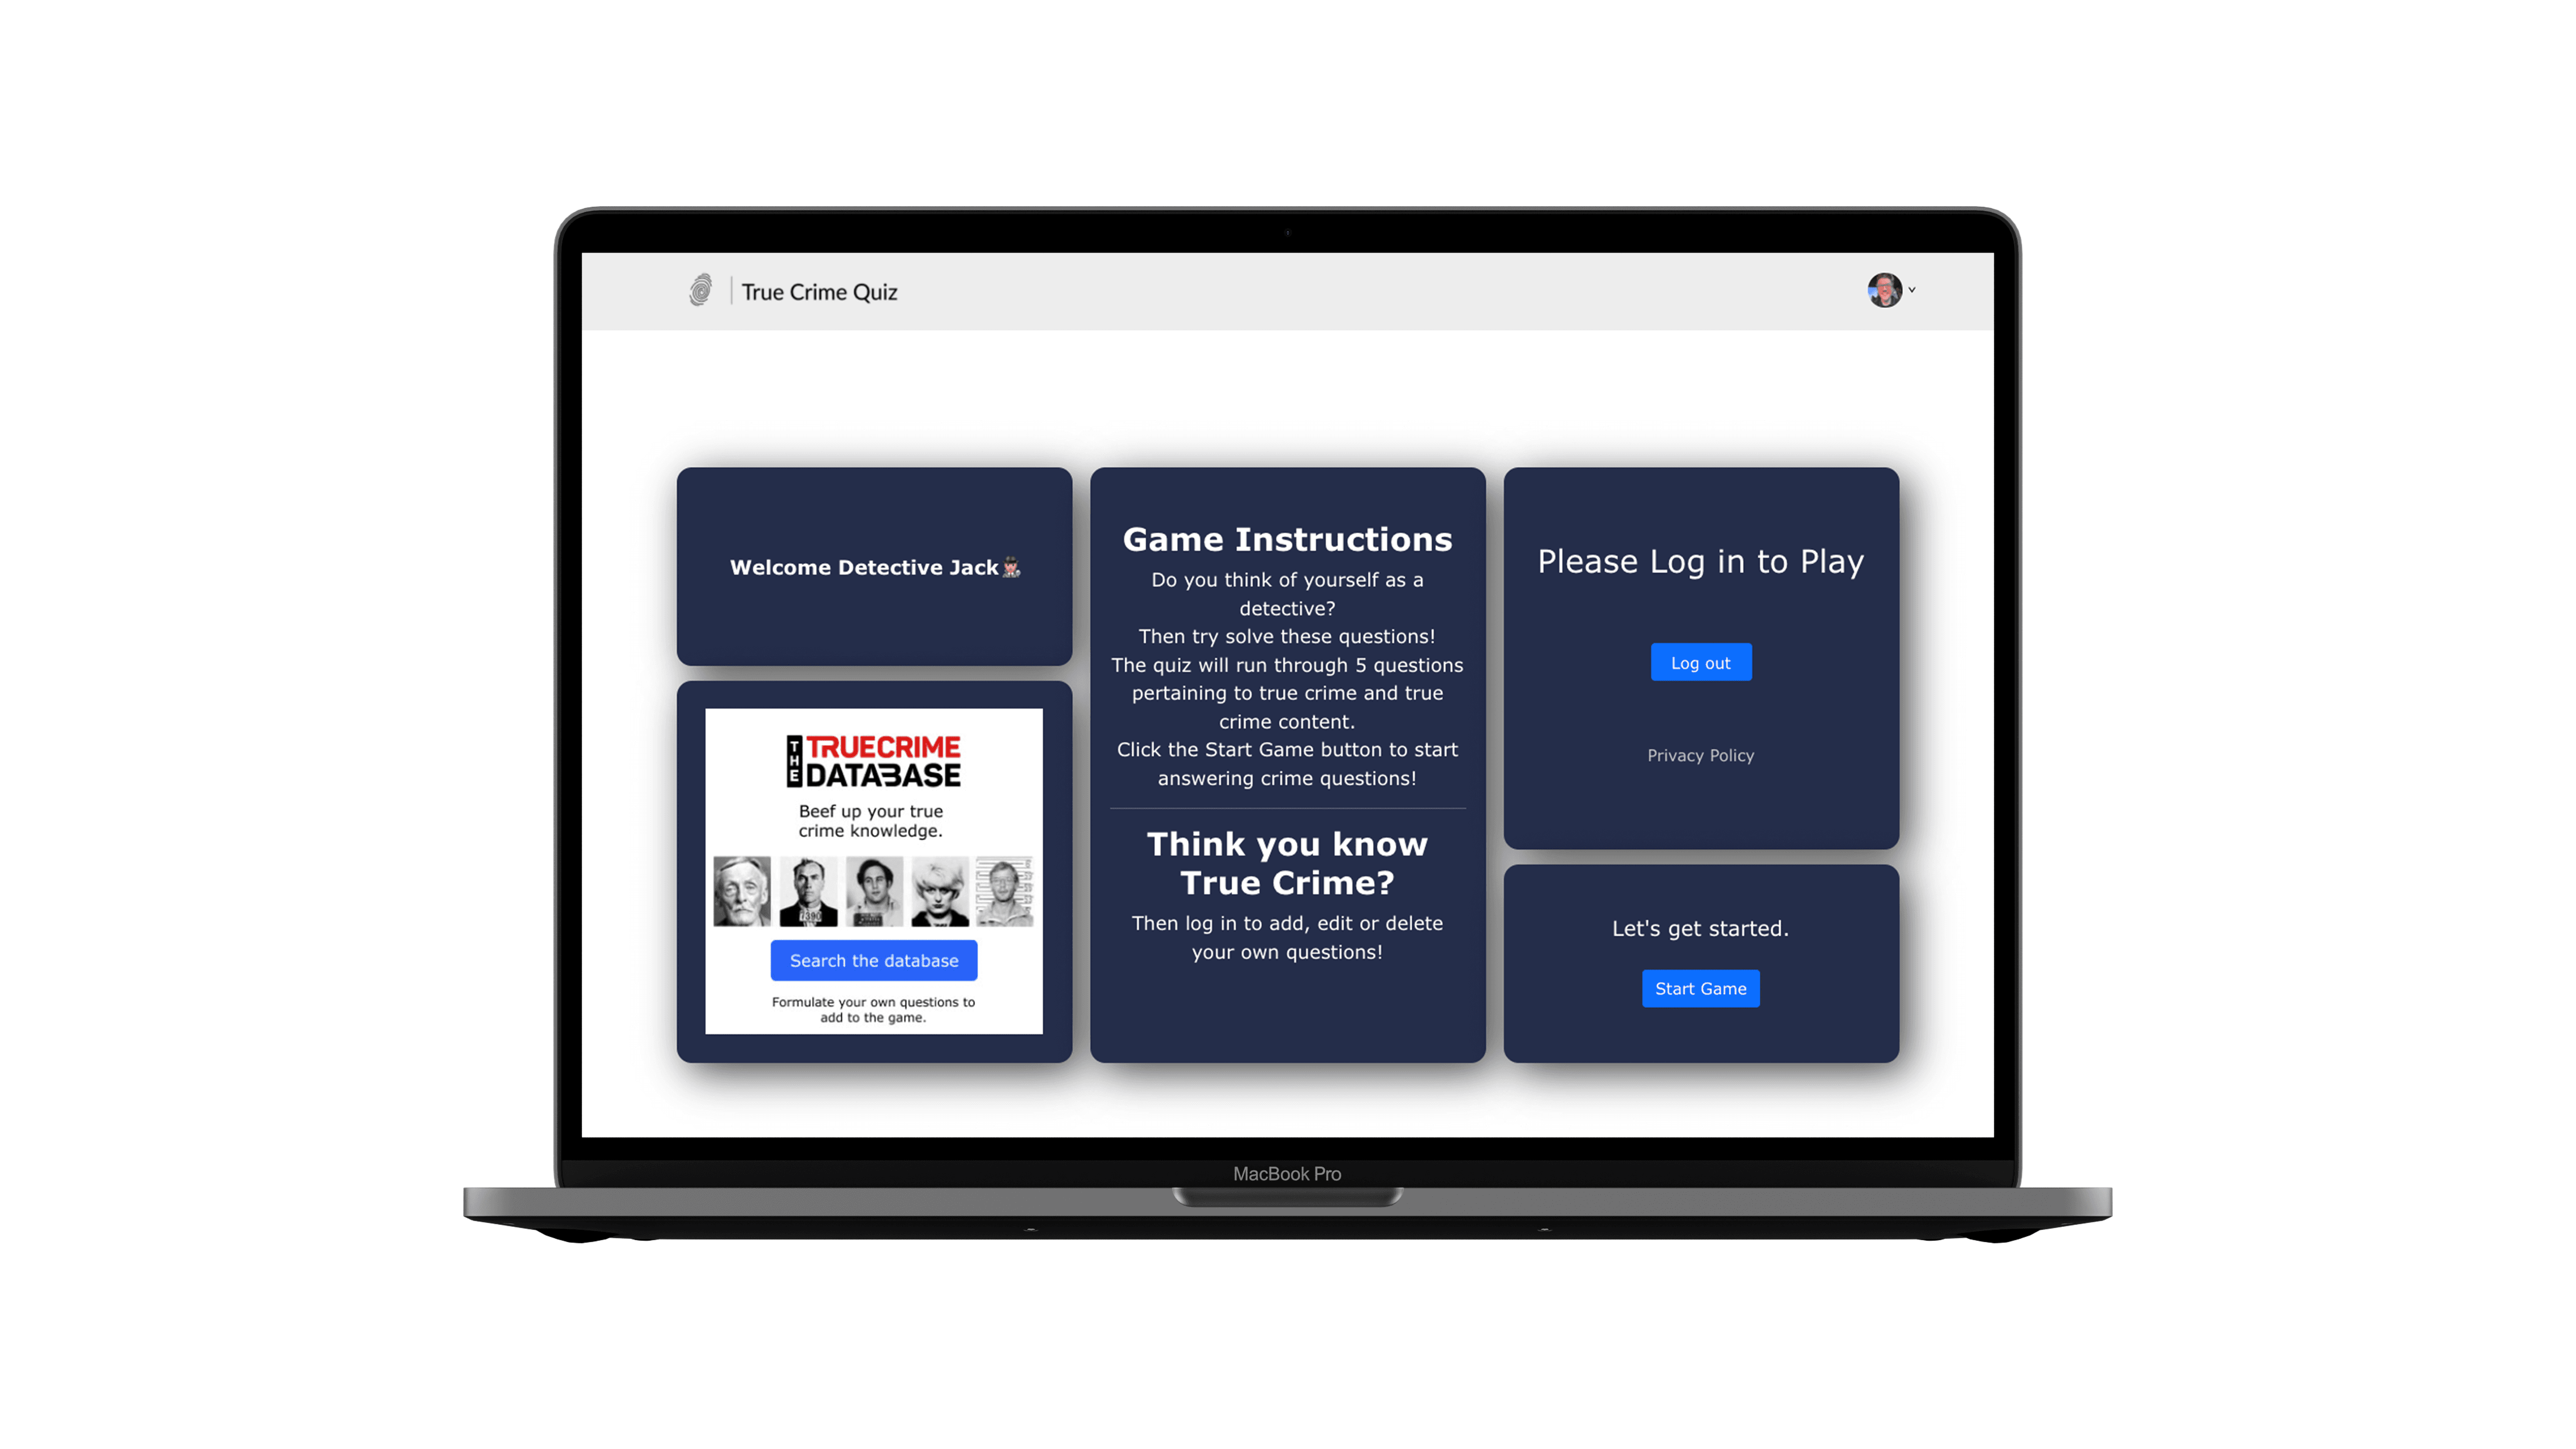 True Crime Quiz
Welcome Detective Jack
THE
TRUECRIME
DATABASE
Beef up your true
crime knowledge.
7390
Search the database
Formulate your own questions to
add to the game.
Game Instructions
Do you think of yourself as a
detective?
Then try solve these questions!
The quiz will run through 5 questions
pertaining to true crime and true
crime content.
Click the Start Game button to start
answering crime questions!
Think you know
True Crime?
Then log in to add, edit or delete
your own questions!
Please Log in to Play
Log out
Privacy Policy
Let's get started.
Start Game
MacBook Pro